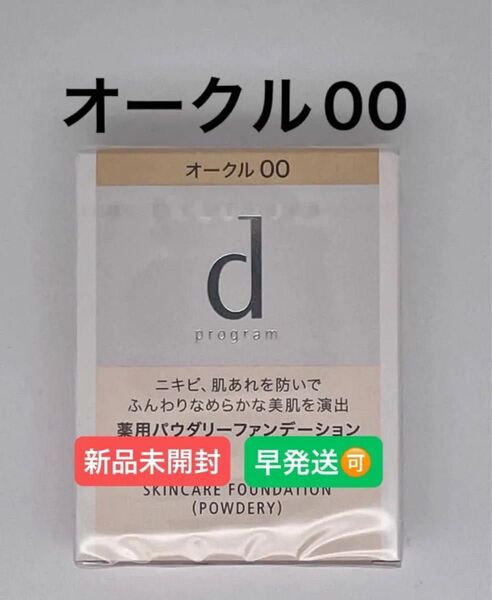 オークル00
オークル 00
d
program
ニキビ、肌あれを防いで
ふんわりなめらかな美肌を演出
薬用パウダリーファンデーション
新品未開封 早発送🉑
SKINCARE FOUNDATION
(POWDERY)